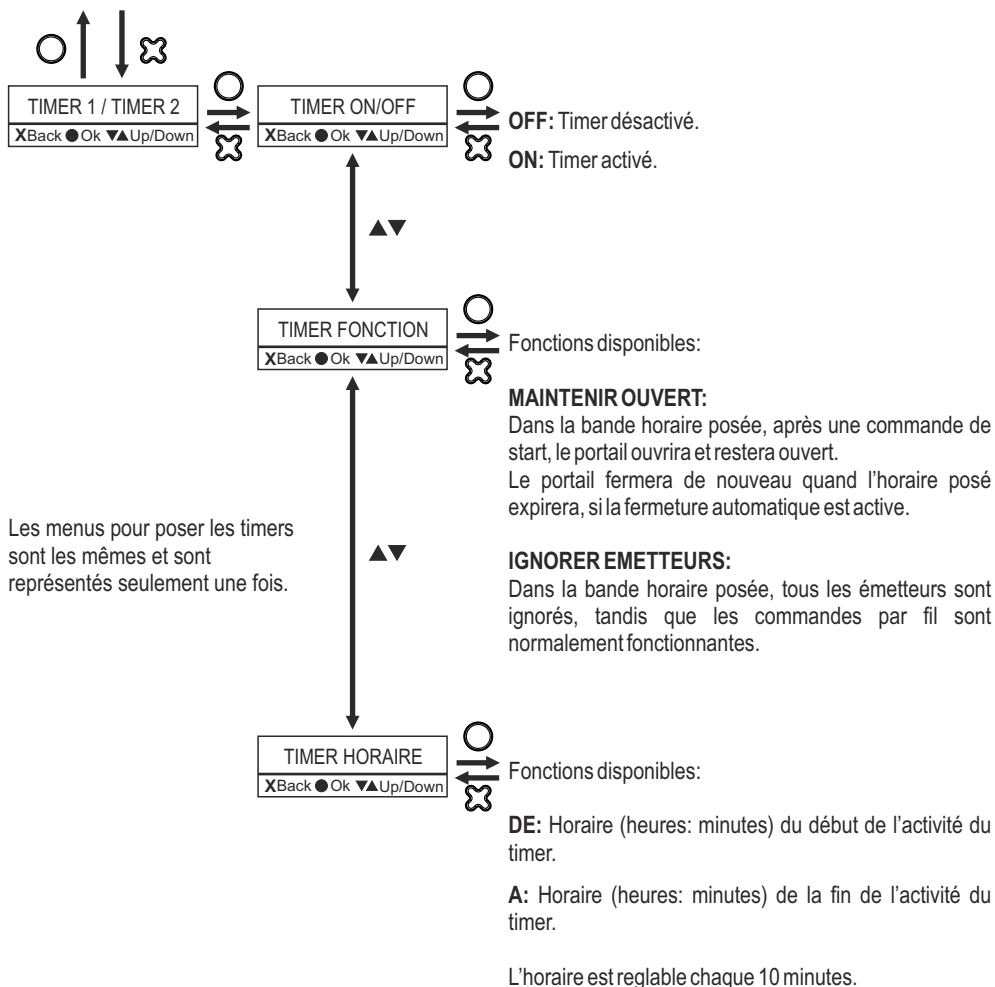 TIMER 1 / TIMER 2
XBack ●Ok ▼▲Up/Down
TIMER ON/OFF
XBack ●Ok ▼▲Up/Down
OFF: Timer désactivé.
ON: Timer activé.
▲▼
TIMER FONCTION
XBack ●Ok ▼▲Up/Down
Fonctions disponibles:
MAINTENIR OUVERT:
Dans la bande horaire posée, après une commande de
start, le portail ouvrira et restera ouvert.
Le portail fermera de nouveau quand l'horaire posé
expirera, si la fermeture automatique est active.
Les menus pour poser les timers
sont les mêmes et sont
représentés seulement une fois.
▲▼
IGNORER EMETTEURS:
Dans la bande horaire posée, tous les émetteurs sont
ignorés, tandis que les commandes par fil sont
normalement fonctionnantes.
TIMER HORAIRE
XBack ●Ok ▼▲Up/Down
Fonctions disponibles:
DE: Horaire (heures: minutes) du début de l'activité du
timer.
A: Horaire (heures: minutes) de la fin de l'activité du
timer.
L'horaire est reglable chaque 10 minutes.